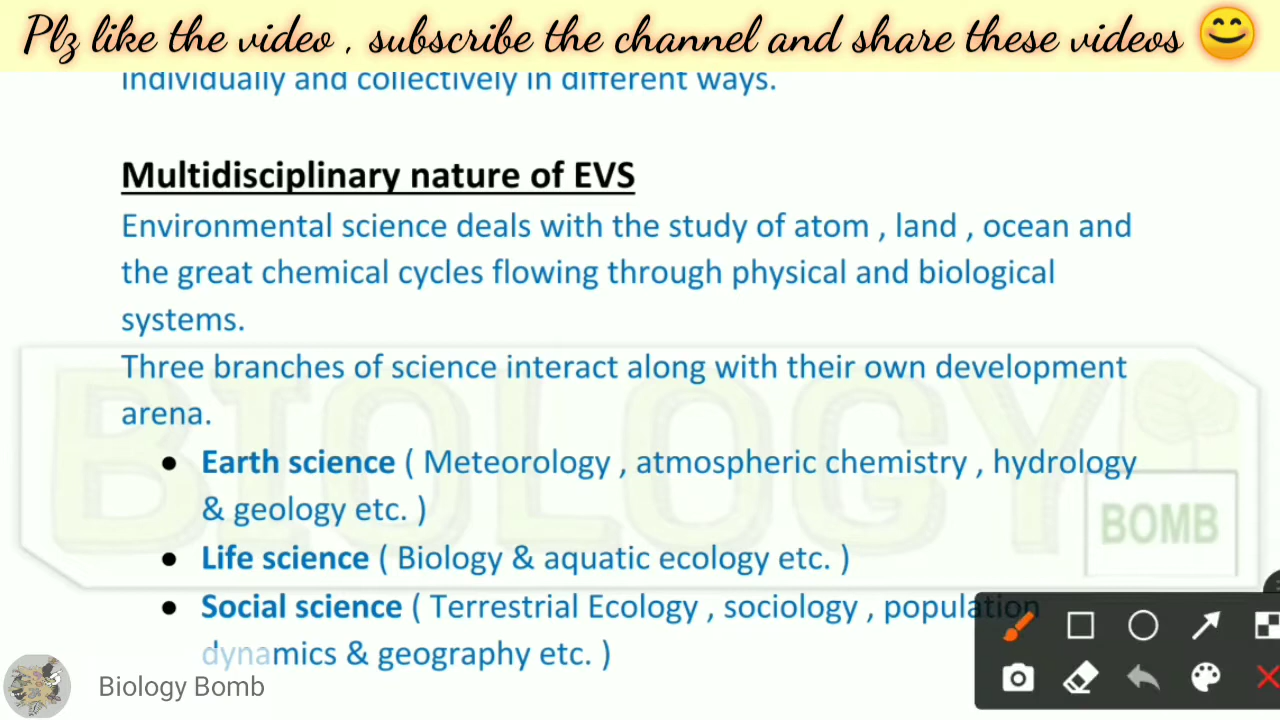 Plz like the video , subscribe the channel and share these videos 😊
individually and collectively in different ways.
Multidisciplinary nature of EVS
Environmental science deals with the study of atom , land , ocean and
the great chemical cycles flowing through physical and biological
systems.
Three branches of science interact along with their own development
arena.
● Earth science ( Meteorology , atmospheric chemistry , hydrology
& geology etc. )
● Life science ( Biology & aquatic ecology etc. )
● Social science ( Terrestrial Ecology , sociology , population
dynamics & geography etc. )
BIOLOGY
BOMB
Biology Bomb